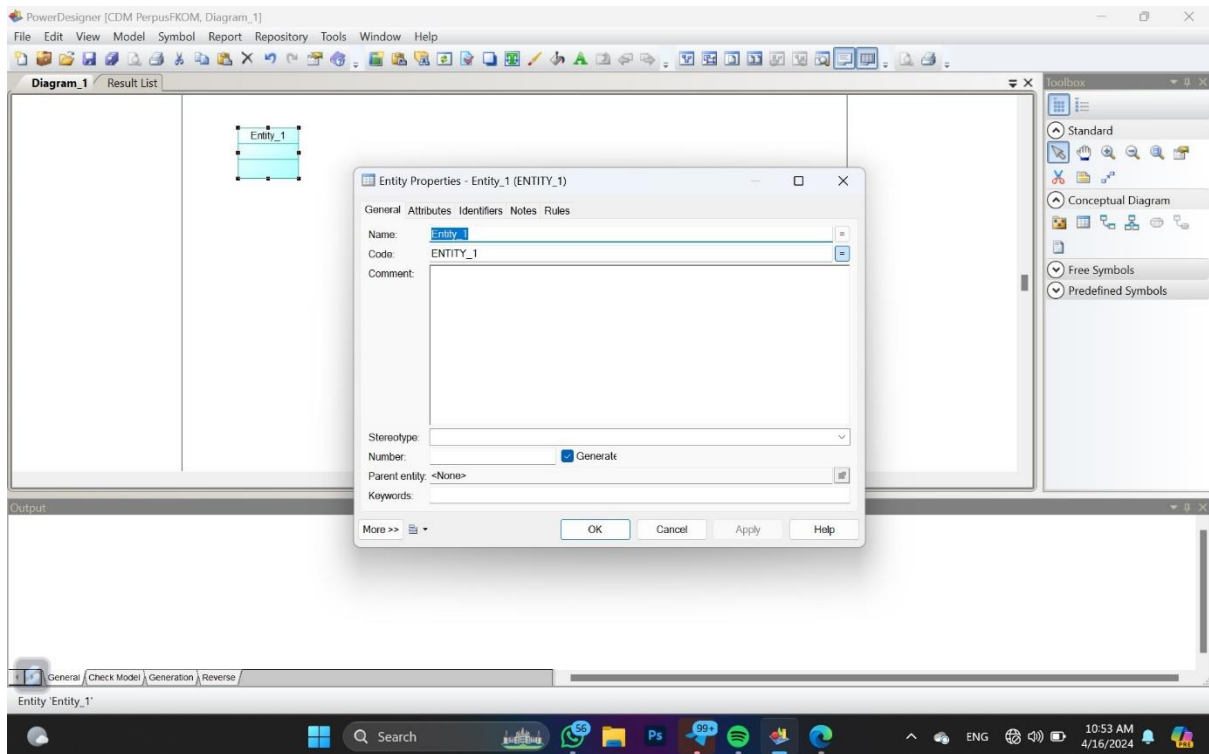 PowerDesigner [CDM PerpusFKOM, Diagram_1]
File Edit View Model Symbol Report Repository Tools Window Help
Diagram_1 Result List
Toolbox
Standard
Conceptual Diagram
Free Symbols
Predefined Symbols
Entity_1
Entity Properties - Entity_1 (ENTITY_1)
General Attributes Identifiers Notes Rules
Name: Entity_1 =
Code: ENTITY_1 =
Comment:
Stereotype:
Number: Generate
Parent entity: <None>
Keywords:
More >> OK Cancel Apply Help
Output
General Check Model Generation Reverse
Entity 'Entity_1'
Search 56 Ps 99+ ENG 10:53 AM
4/16/2024 PRE